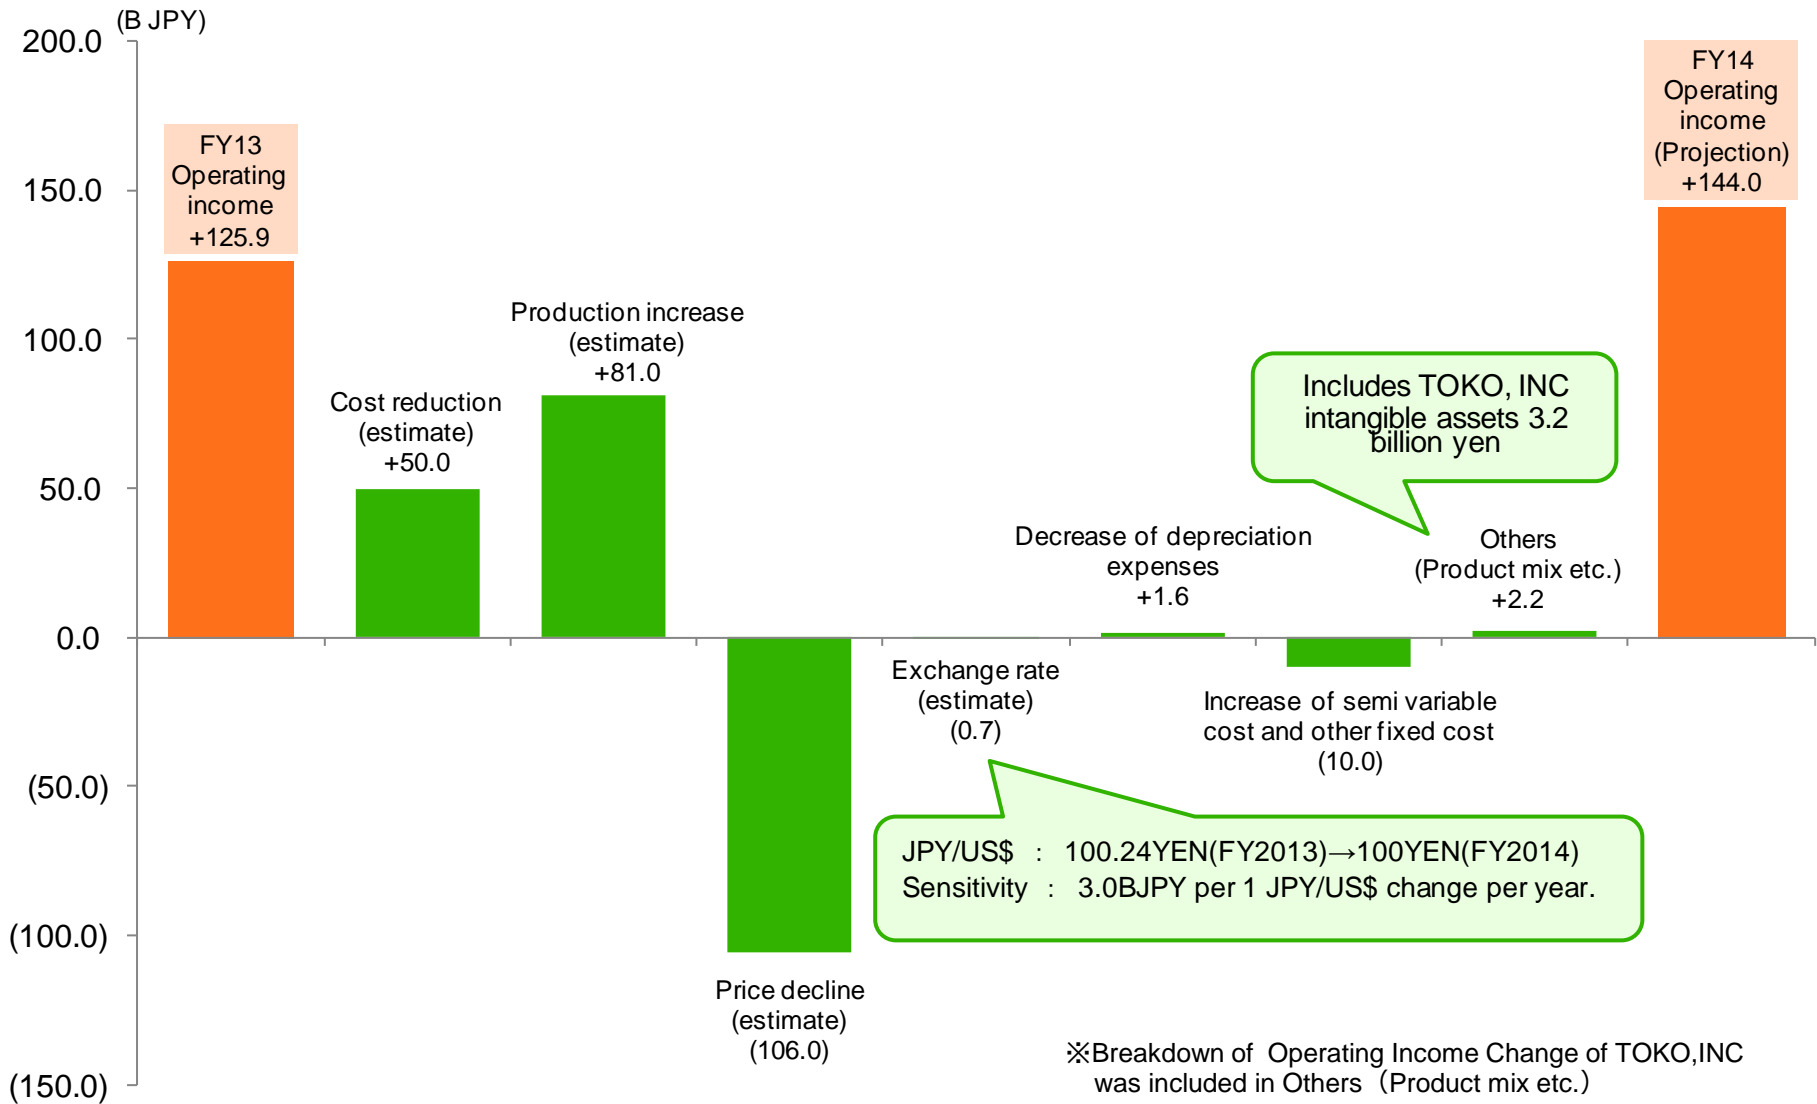 (B JPY)
200.0
150.0
100.0
50.0
0.0
(50.0)
(100.0)
(150.0)
FY13
Operating
income
+125.9
Cost reduction
(estimate)
+50.0
Production increase
(estimate)
+81.0
Price decline
(estimate)
(106.0)
Exchange rate
(estimate)
(0.7)
JPY/US$ : 100.24YEN(FY2013)→100YEN(FY2014)
Sensitivity : 3.0BJPY per 1 JPY/US$ change per year.
Decrease of depreciation
expenses
+1.6
Increase of semi variable
cost and other fixed cost
(10.0)
Includes TOKO, INC
intangible assets 3.2
billion yen
Others
(Product mix etc.)
+2.2
FY14
Operating
income
(Projection)
+144.0
※Breakdown of Operating Income Change of TOKO,INC
was included in Others（Product mix etc.）